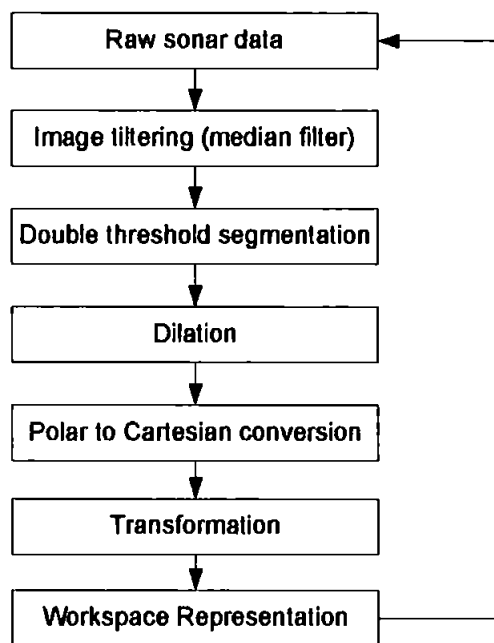 Raw sonar data
Image tiltering (median filter)
Double threshold segmentation
Dilation
Polar to Cartesian conversion
Transformation
Workspace Representation